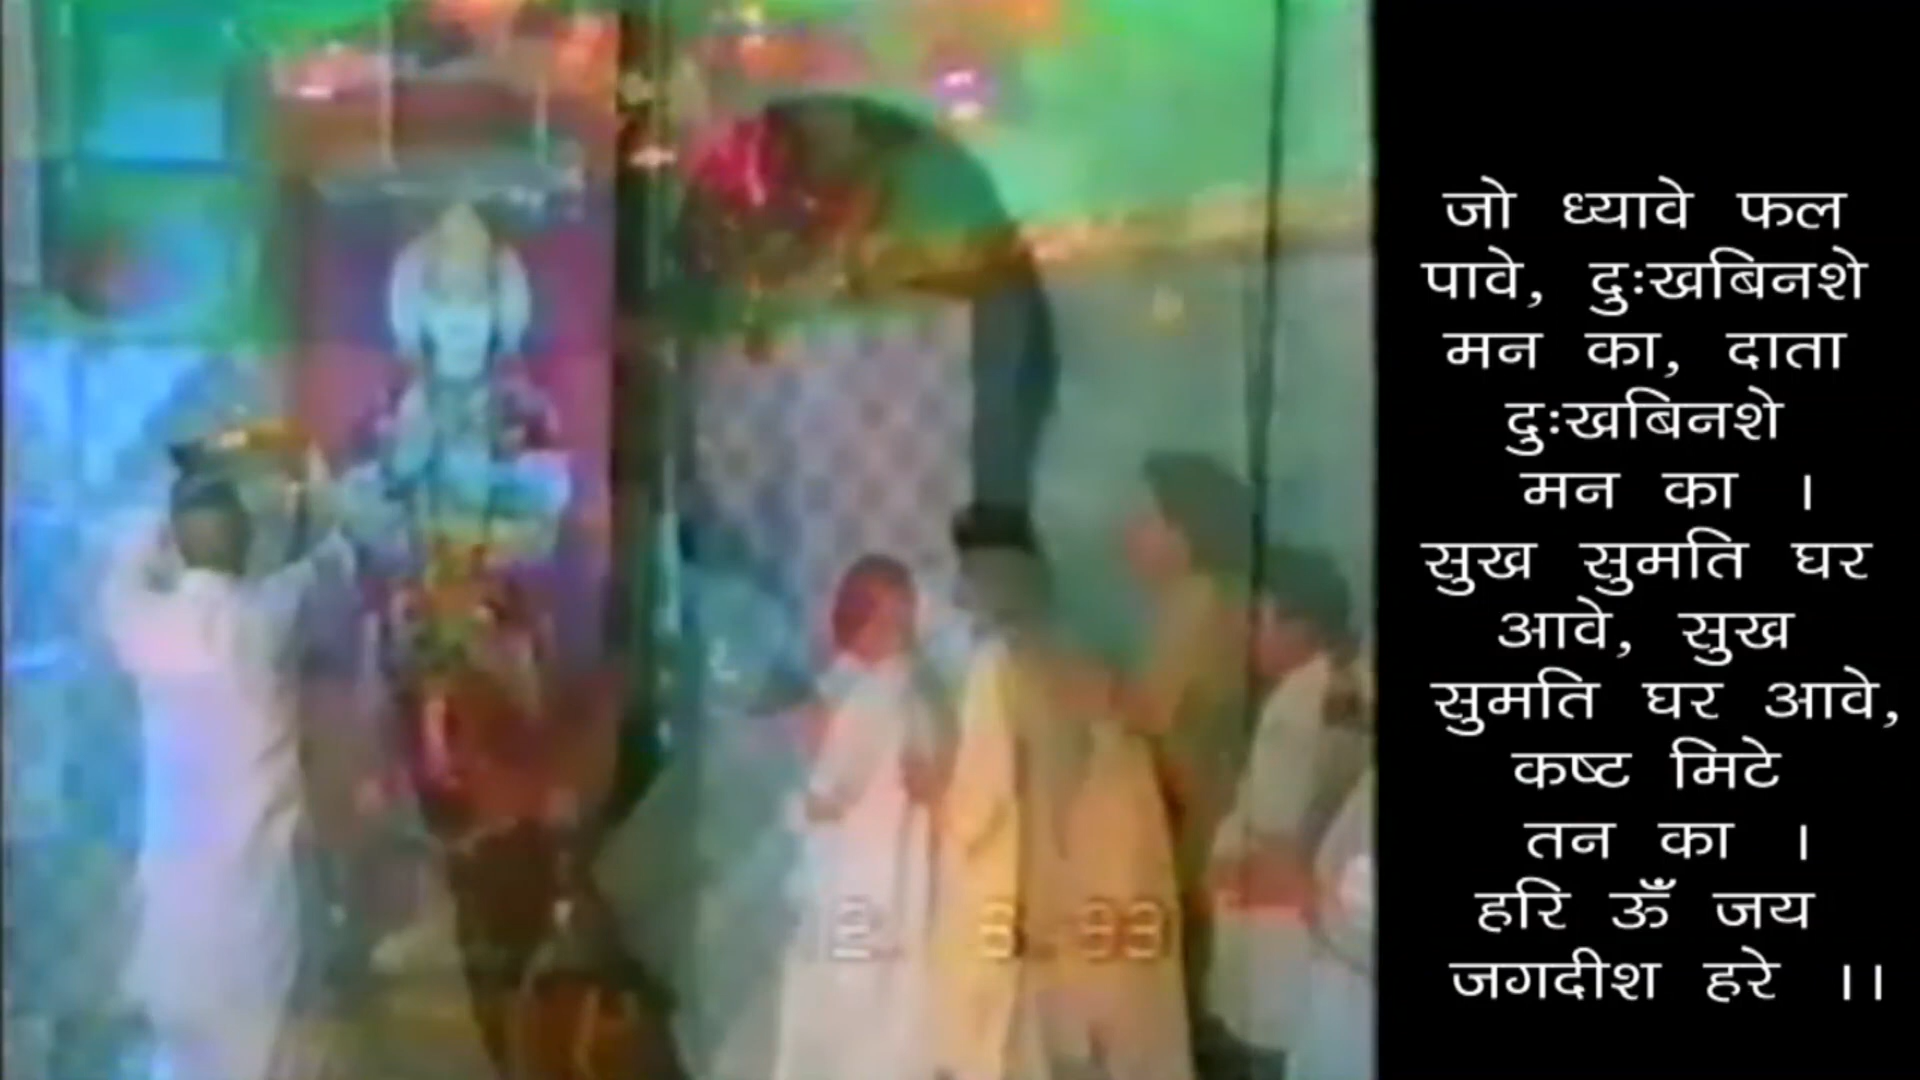 जो ध्यावे फल
पावे, दुःखबिनशे
मन का, दाता
दुःखबिनशे
मन का ।
सुख सुमति घर
आवे, सुख
सुमति घर आवे,
कष्ट मिटे
तन का ।
हरि ऊँ जय
जगदीश हरे ।।